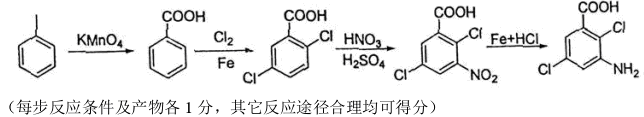 COOH COOH COOH COOH
KMnO₄ Cl₂ Fe Cl Cl HNO₃ H₂SO₄ Cl Cl NO₂ Fe+HCl Cl Cl NH₂
（每步反应条件及产物各 1 分，其它反应途径合理均可得分）